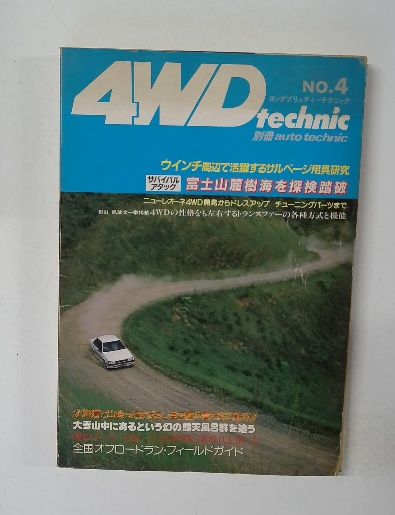 4WD
NO.4
ヨンダブリュディーテクニック
technic
別冊 auto technic
ウインチ周辺で活躍するサルベージ用具研究
サバイバル
アタック
富士山麓樹海を探検踏破
ニューレオーネ4WD開発からドレスアップ チューニングパーツまで
4WDの性格をも左右するトランスファーの各種方式と機能
大雪山中にあるという幻の露天風呂群を追う
全国オフロードラン・フィールドガイド